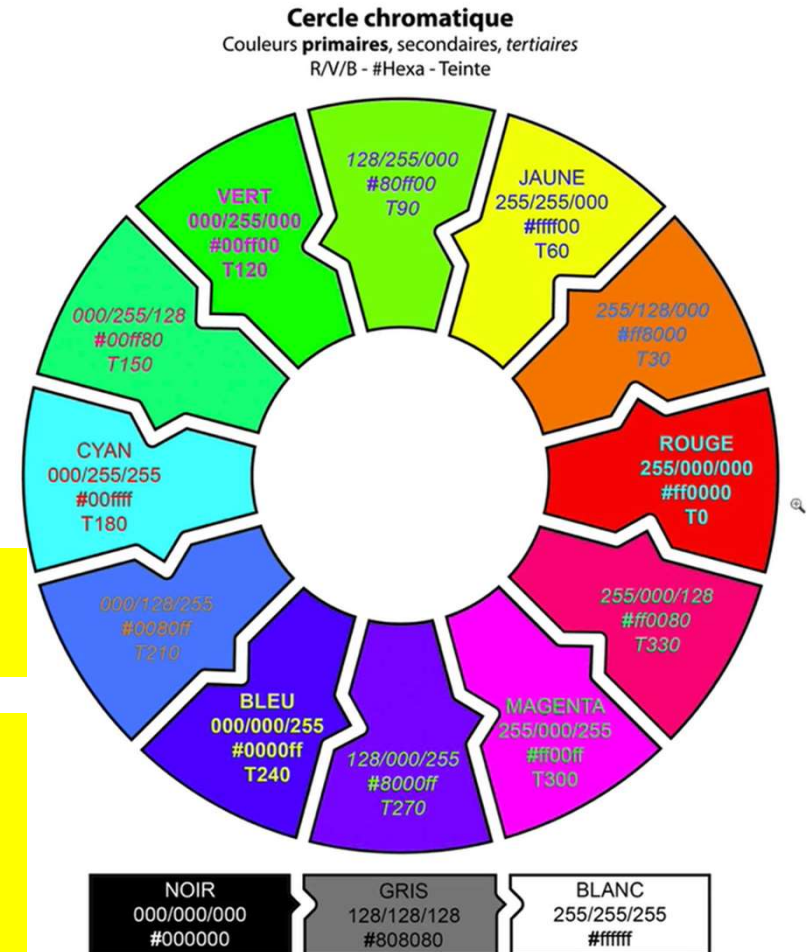 Cercle chromatique
Couleurs primaires, secondaires, tertiaires
R/V/B - #Hexa - Teinte
128/255/000
#80ff00
T90
JAUNE
255/255/000
#ffff00
T60
255/128/000
#ff8000
T30
ROUGE
255/000/000
#ff0000
T0
255/000/128
#ff0080
T330
MAGENTA
255/000/255
#ff00ff
T300
128/000/255
#8000ff
T270
BLEU
000/000/255
#0000ff
T240
000/128/255
#0080ff
T210
CYAN
000/255/255
#00ffff
T180
000/255/128
#00ff80
T150
VERT
000/255/000
#00ff00
T120
NOIR
000/000/000
#000000
GRIS
128/128/128
#808080
BLANC
255/255/255
#ffffff